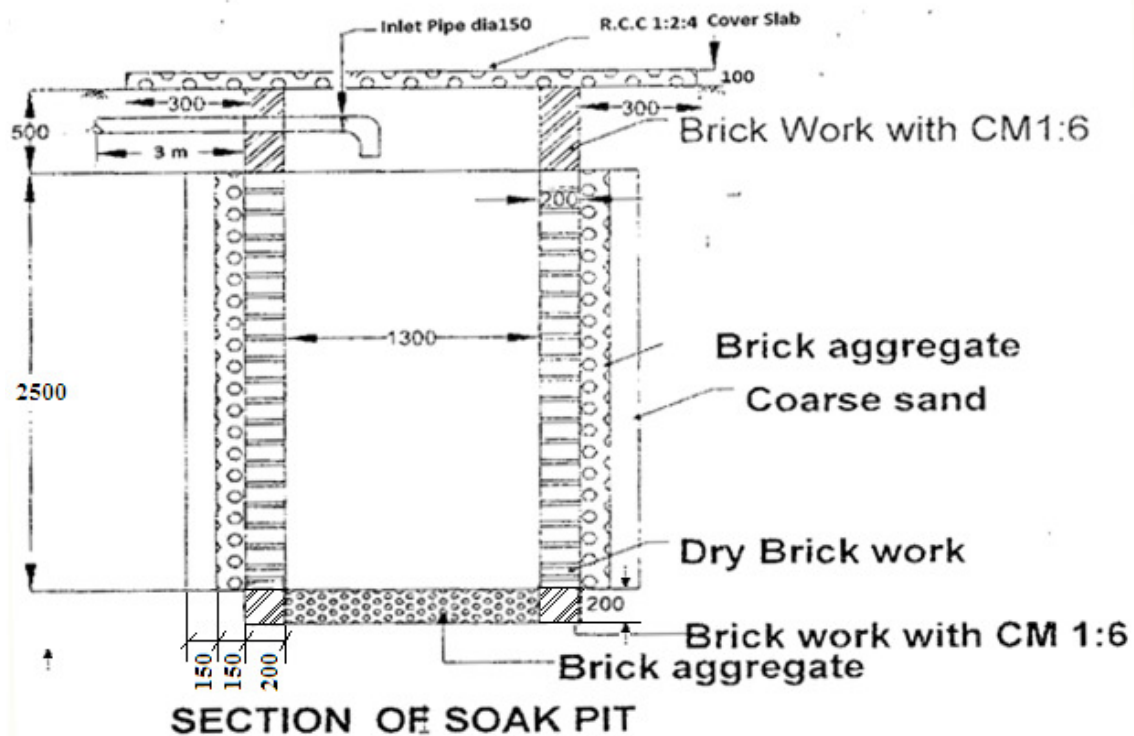 Inlet Pipe dia150
R.C.C 1:2:4 Cover Slab
100
300
300
500
3 m
Brick Work with CM1:6
200
1300
Brick aggregate
2500
Coarse sand
Dry Brick work
200
Brick work with CM 1:6
150
150
200
Brick aggregate
SECTION OF SOAK PIT